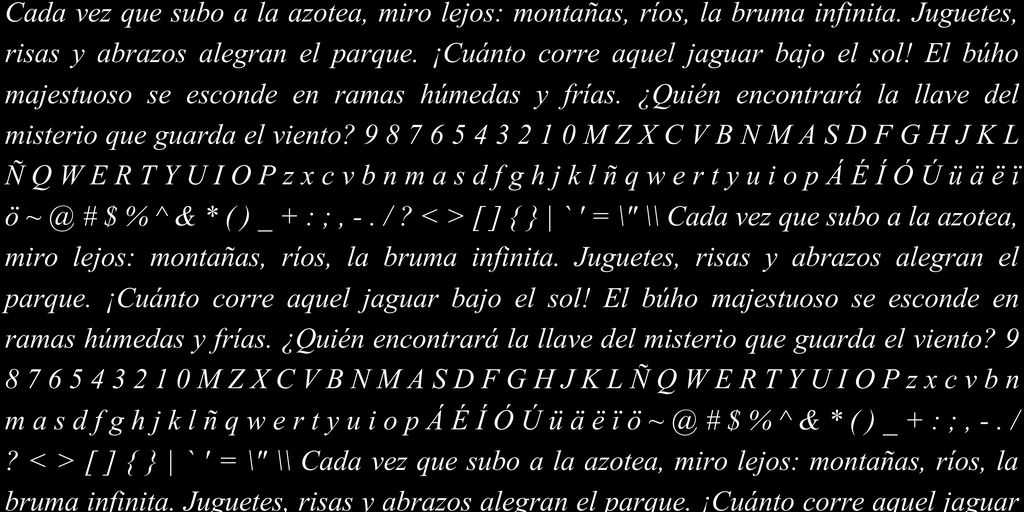 Cada vez que subo a la azotea, miro lejos: montañas, ríos, la bruma infinita. Juguetes,
risas y abrazos alegran el parque. ¡Cuánto corre aquel jaguar bajo el sol! El búho
majestuoso se esconde en ramas húmedas y frías. ¿Quién encontrará la llave del
misterio que guarda el viento? 9 8 7 6 5 4 3 2 1 0 M Z X C V B N M A S D F G H J K L
Ñ Q W E R T Y U I O P z x c v b n m a s d f g h j k l ñ q w e r t y u i o p Á É Í Ó Ú ü ä ë ï
ö ~ @ # $ % ^ & * ( ) _ + : ; , - . / ? < > [ ] { } | ` ' = \" \\ Cada vez que subo a la azotea,
miro lejos: montañas, ríos, la bruma infinita. Juguetes, risas y abrazos alegran el
parque. ¡Cuánto corre aquel jaguar bajo el sol! El búho majestuoso se esconde en
ramas húmedas y frías. ¿Quién encontrará la llave del misterio que guarda el viento? 9
8 7 6 5 4 3 2 1 0 M Z X C V B N M A S D F G H J K L Ñ Q W E R T Y U I O P z x c v b n
m a s d f g h j k l ñ q w e r t y u i o p Á É Í Ó Ú ü ä ë ï ö ~ @ # $ % ^ & * ( ) _ + : ; , - . /
? < > [ ] { } | ` ' = \" \\ Cada vez que subo a la azotea, miro lejos: montañas, ríos, la
bruma infinita. Juguetes, risas y abrazos alegran el parque. ¡Cuánto corre aquel jaguar